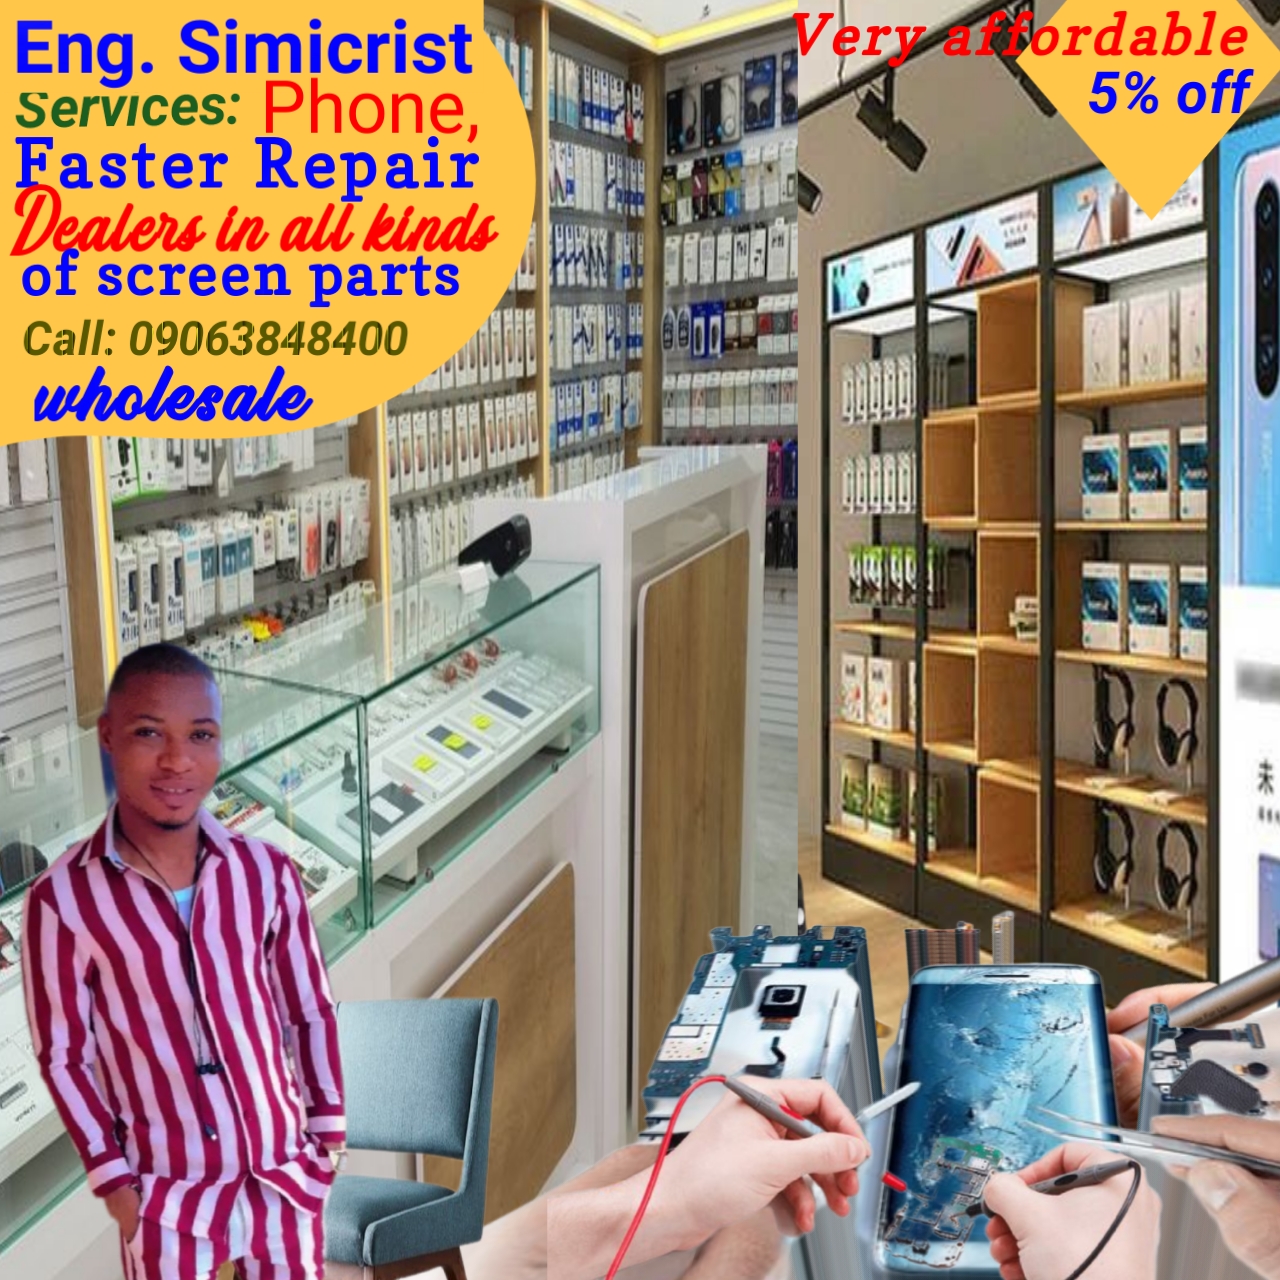 Eng. Simicrist
Services: Phone,
Faster Repair
Dealers in all kinds
of screen parts
Call: 09063848400
wholesale
Very affordable
5% off
未